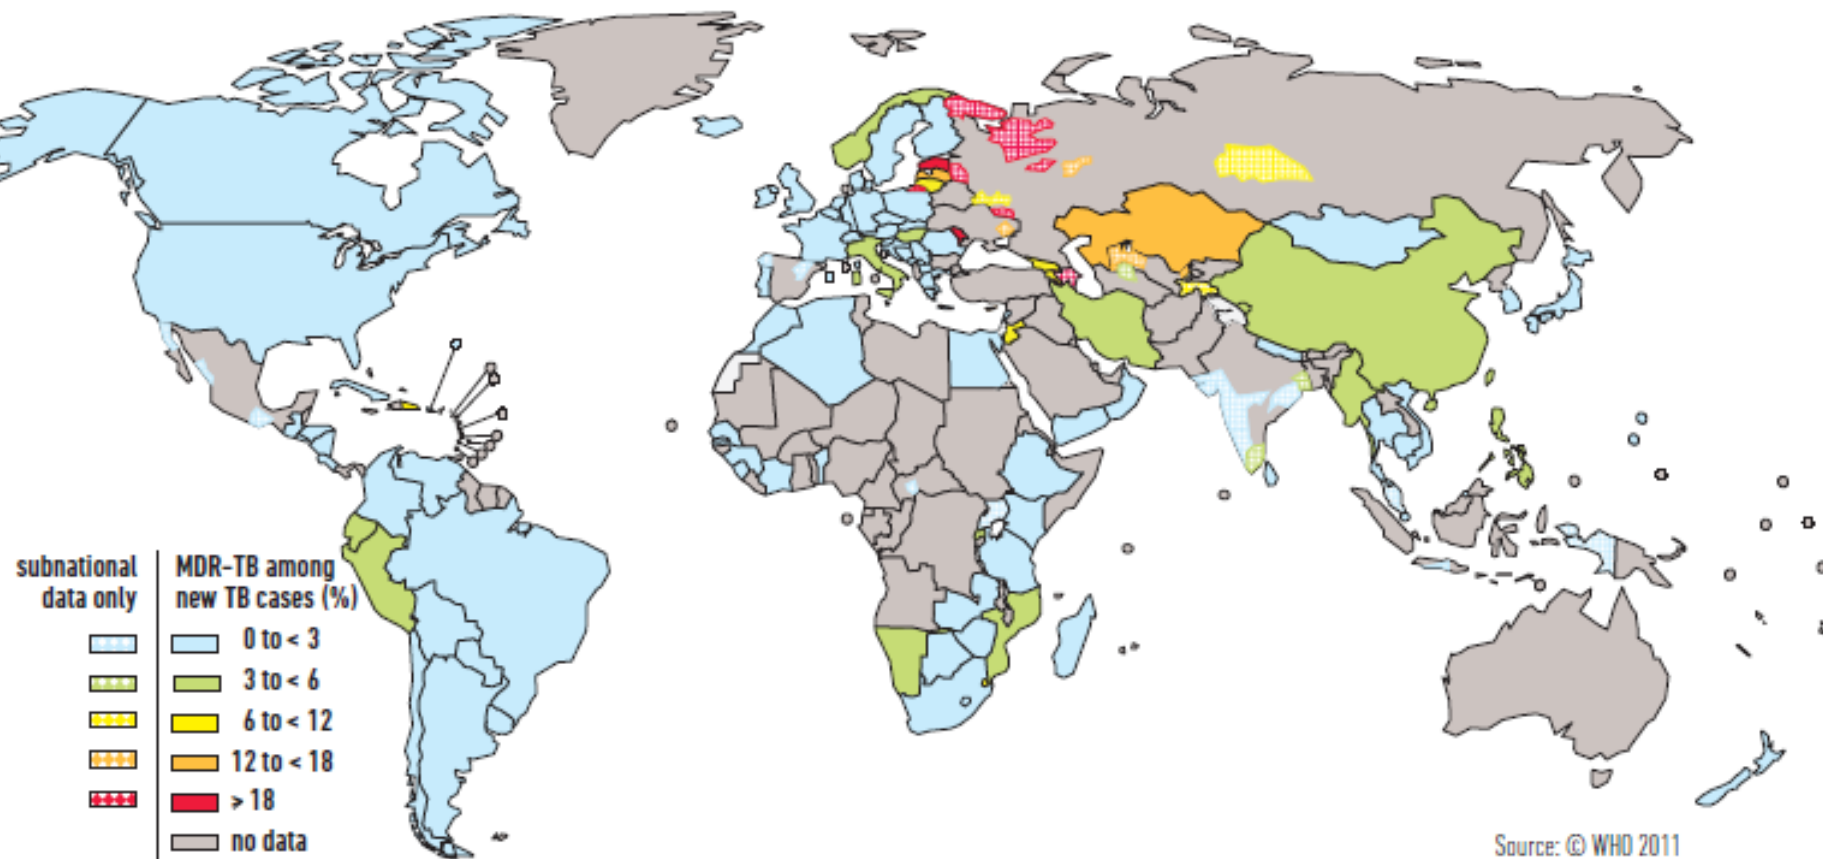 subnational
data only
MDR-TB among
new TB cases (%)
0 to < 3
3 to < 6
6 to < 12
12 to < 18
> 18
no data
Source: © WHO 2011